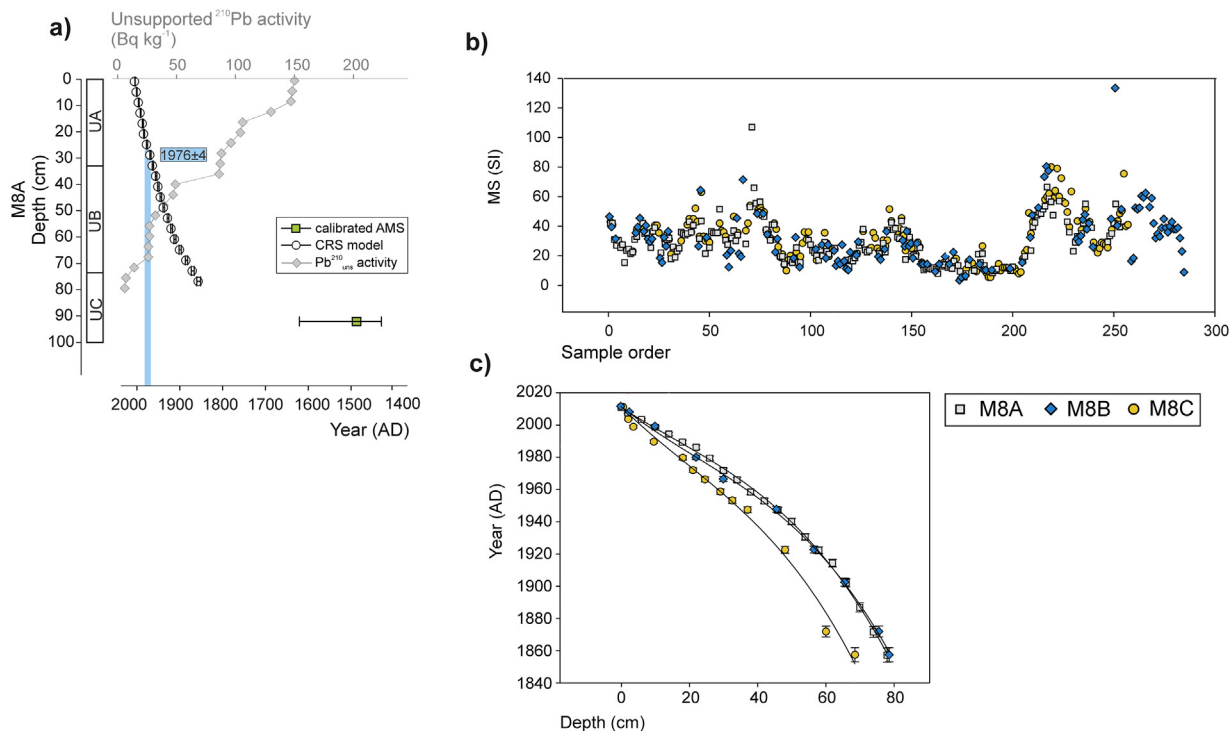 a)
Unsupported ²¹⁰Pb activity
(Bq kg⁻¹)
0 50 100 150 200
M8A
Depth (cm)
0
10
20
30
40
50
60
70
80
90
100
UA
UB
UC
1976±4
calibrated AMS
CRS model
Pb²¹⁰uns activity
2000 1900 1800 1700 1600 1500 1400
Year (AD)
b)
MS (SI)
140
120
100
80
60
40
20
0
0 50 100 150 200 250 300
Sample order
c)
Year (AD)
2020
2000
1980
1960
1940
1920
1900
1880
1860
1840
0 20 40 60 80
Depth (cm)
M8A M8B M8C